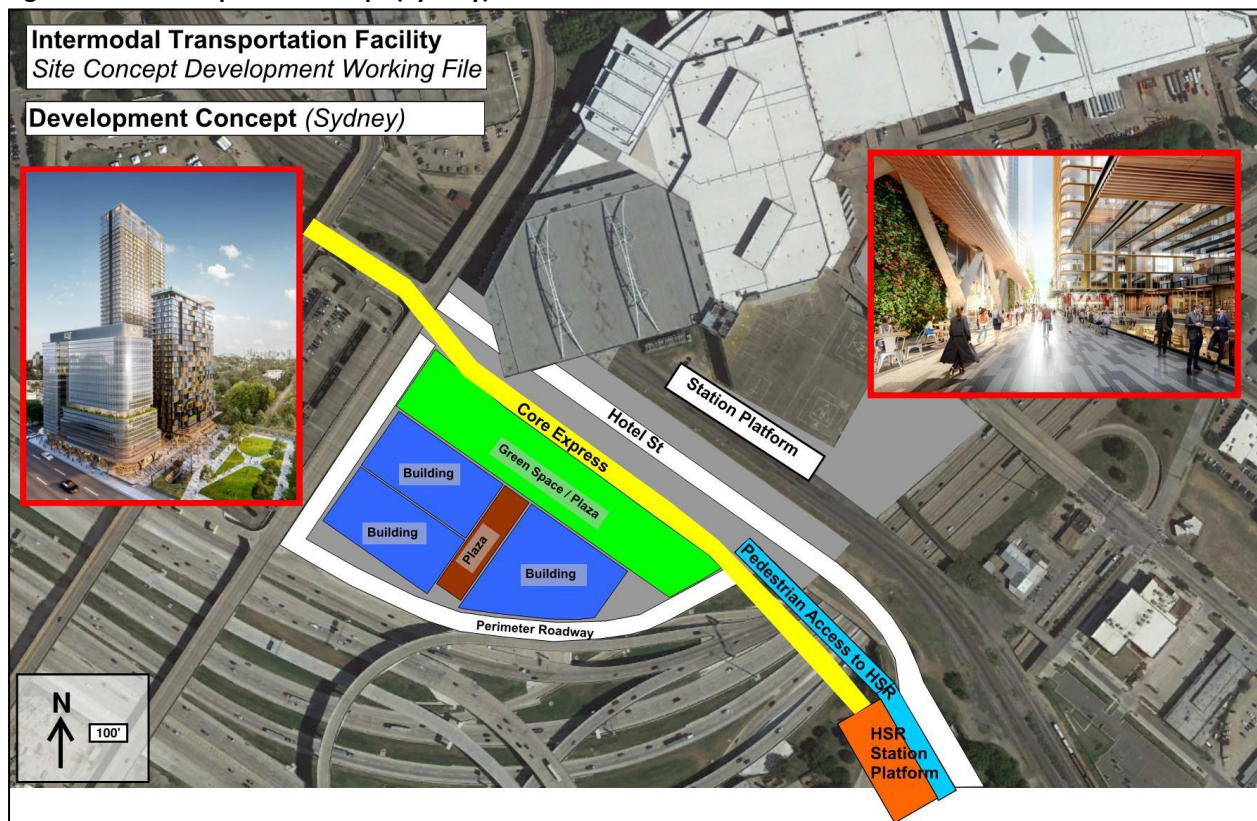 Intermodal Transportation Facility
Site Concept Development Working File
Development Concept (Sydney)
Station Platform
Hotel St
Core Express
Green Space / Plaza
Building
Building
Plaza
Building
Perimeter Roadway
Pedestrian Access to HSR
HSR
Station
Platform
N
100'